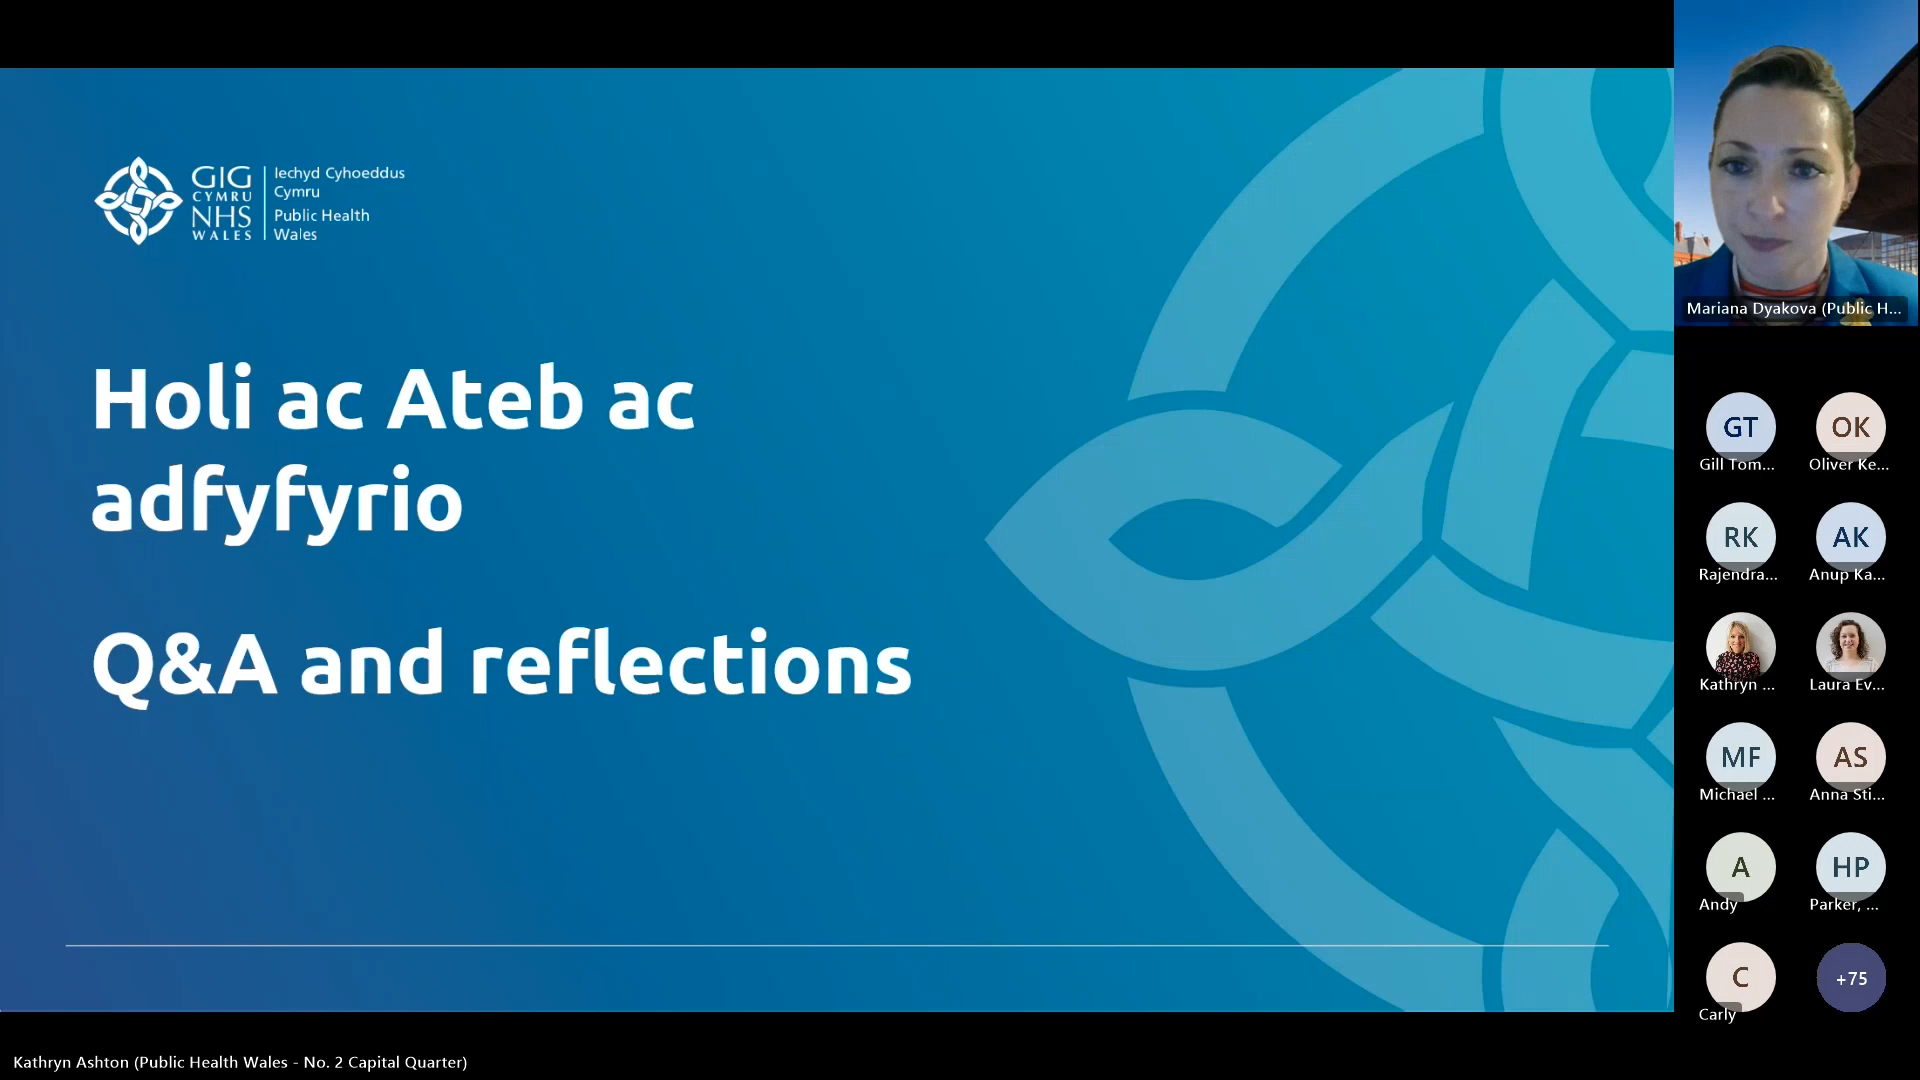 GIG
CYMRU
NHS
WALES
Iechyd Cyhoeddus
Cymru
Public Health
Wales
Holi ac Ateb ac
adfyfyrio
Q&A and reflections
Mariana Dyakova (Public H...
GT
Gill Tom...
OK
Oliver Ke...
RK
Rajendra...
AK
Anup Ka...
Kathryn ...
Laura Ev...
MF
Michael ...
AS
Anna Sti...
A
Andy
HP
Parker, ...
C
Carly
+75
Kathryn Ashton (Public Health Wales - No. 2 Capital Quarter)